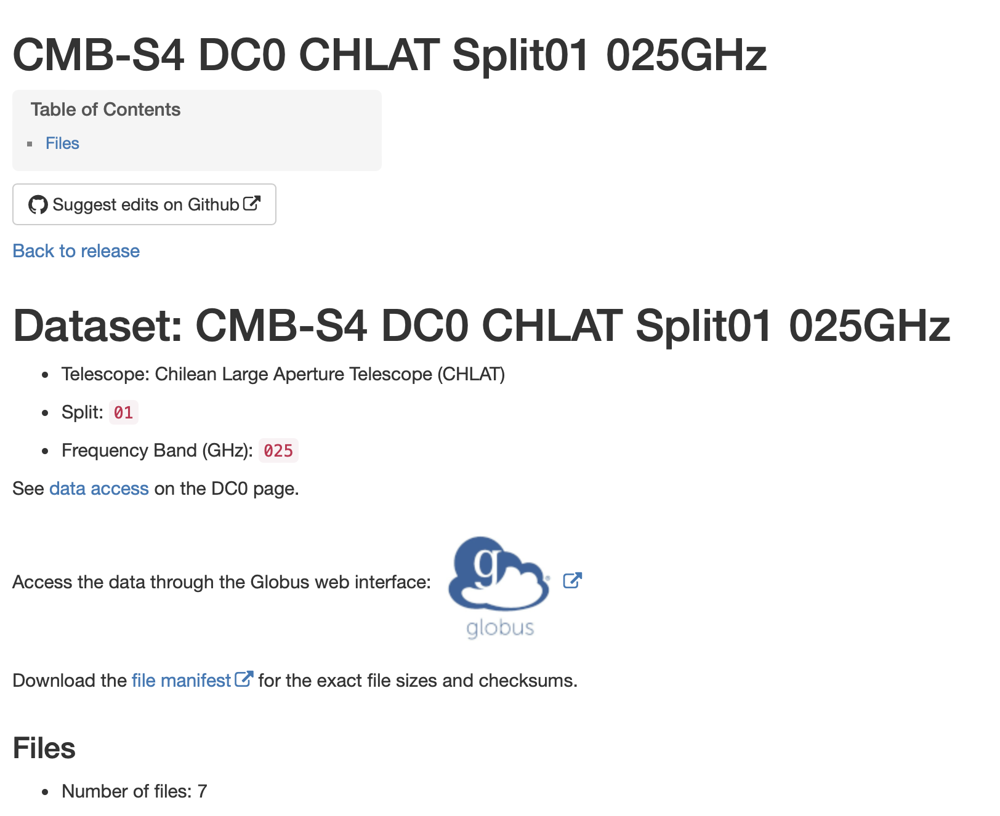 CMB-S4 DC0 CHLAT Split01 025GHz
Table of Contents
Files
Suggest edits on Github
Back to release
Dataset: CMB-S4 DC0 CHLAT Split01 025GHz
Telescope: Chilean Large Aperture Telescope (CHLAT)
Split: 01
Frequency Band (GHz): 025
See data access on the DC0 page.
g
Access the data through the Globus web interface:
globus
Download the file manifest for the exact file sizes and checksums.
Files
Number of files: 7